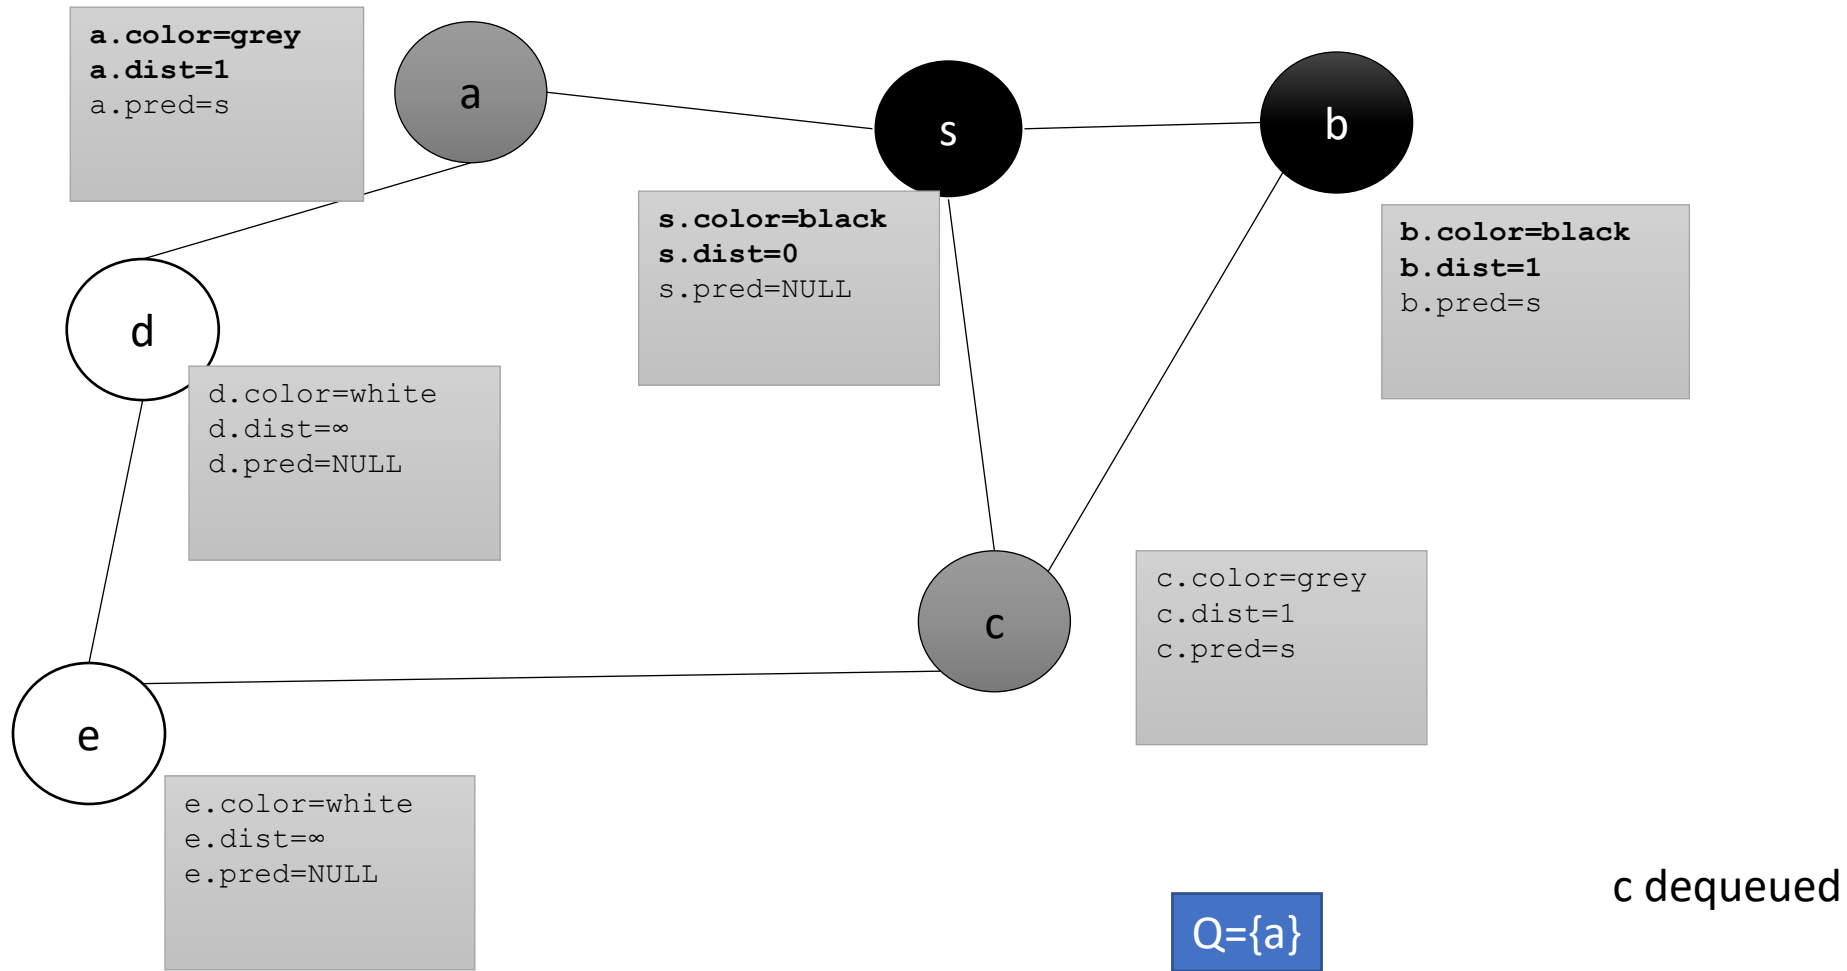 a.color=grey
a.dist=1
a.pred=s
a
s
b
s.color=black
s.dist=0
s.pred=NULL
b.color=black
b.dist=1
b.pred=s
d
d.color=white
d.dist=∞
d.pred=NULL
c
c.color=grey
c.dist=1
c.pred=s
e
e.color=white
e.dist=∞
e.pred=NULL
c dequeued
Q={a}